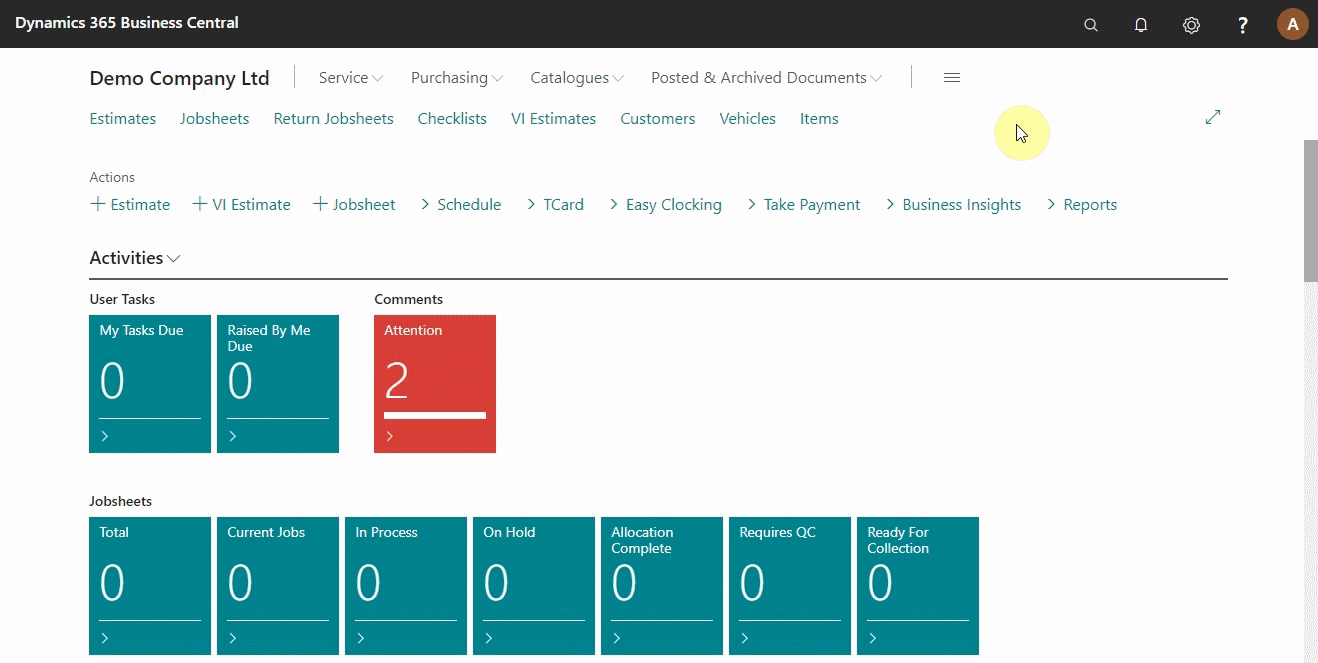 Dynamics 365 Business Central
?
A
Demo Company Ltd
Service
Purchasing
Catalogues
Posted & Archived Documents
Estimates
Jobsheets
Return Jobsheets
Checklists
VI Estimates
Customers
Vehicles
Items
Actions
+ Estimate
+ VI Estimate
+ Jobsheet
> Schedule
> TCard
> Easy Clocking
> Take Payment
> Business Insights
> Reports
Activities
User Tasks
Comments
My Tasks Due
0
Raised By Me
Due
0
Attention
2
Jobsheets
Total
0
Current Jobs
0
In Process
0
On Hold
0
Allocation
Complete
0
Requires QC
0
Ready For
Collection
0